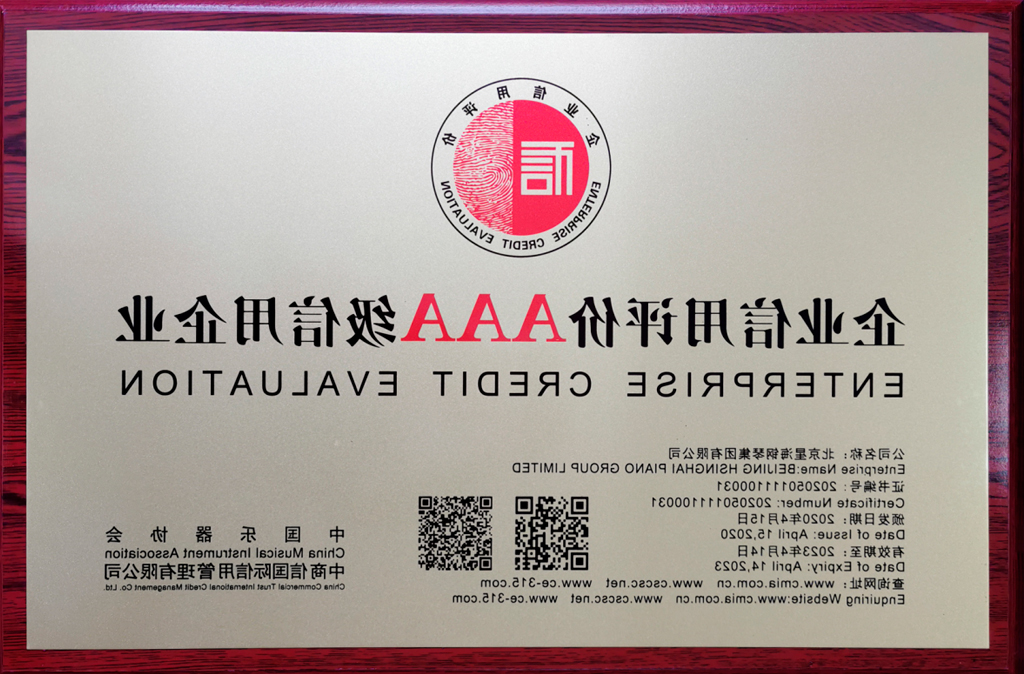 企业信用评价
ENTERPRISE CREDIT EVALUATION
信
企业信用评价AAA级信用企业
ENTERPRISE CREDIT EVALUATION
公司名称：北京星海钢琴集团有限公司
Enterprise Name:BEIJING HSINGHAI PIANO GROUP LIMITED
证书编号：202050111100031
Certificate Number: 202050111100031
颁发日期：2020年4月15日
Date of Issue: April 15,2020
有效期至：2023年4月14日
Date of Expiry: April 14,2023
查询网址：www.cmia.com.cn www.cscsc.net www.ce-315.com
Enquiring Website:www.cmia.com.cn www.cscsc.net www.ce-315.com
中国乐器协会
China Musical Instrument Association
中商信国际信用管理有限公司
China Commercial Trust International Credit Management Co. Ltd.